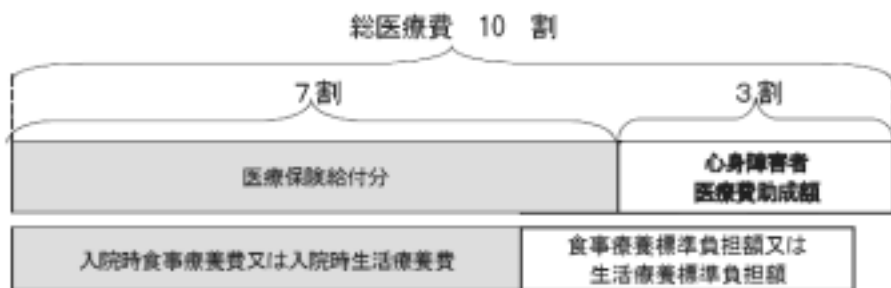 総医療費 10 割
7割
3割
医療保険給付分
心身障害者
医療費助成額
入院時食事療養費又は入院時生活療養費
食事療養標準負担額又は
生活療養標準負担額